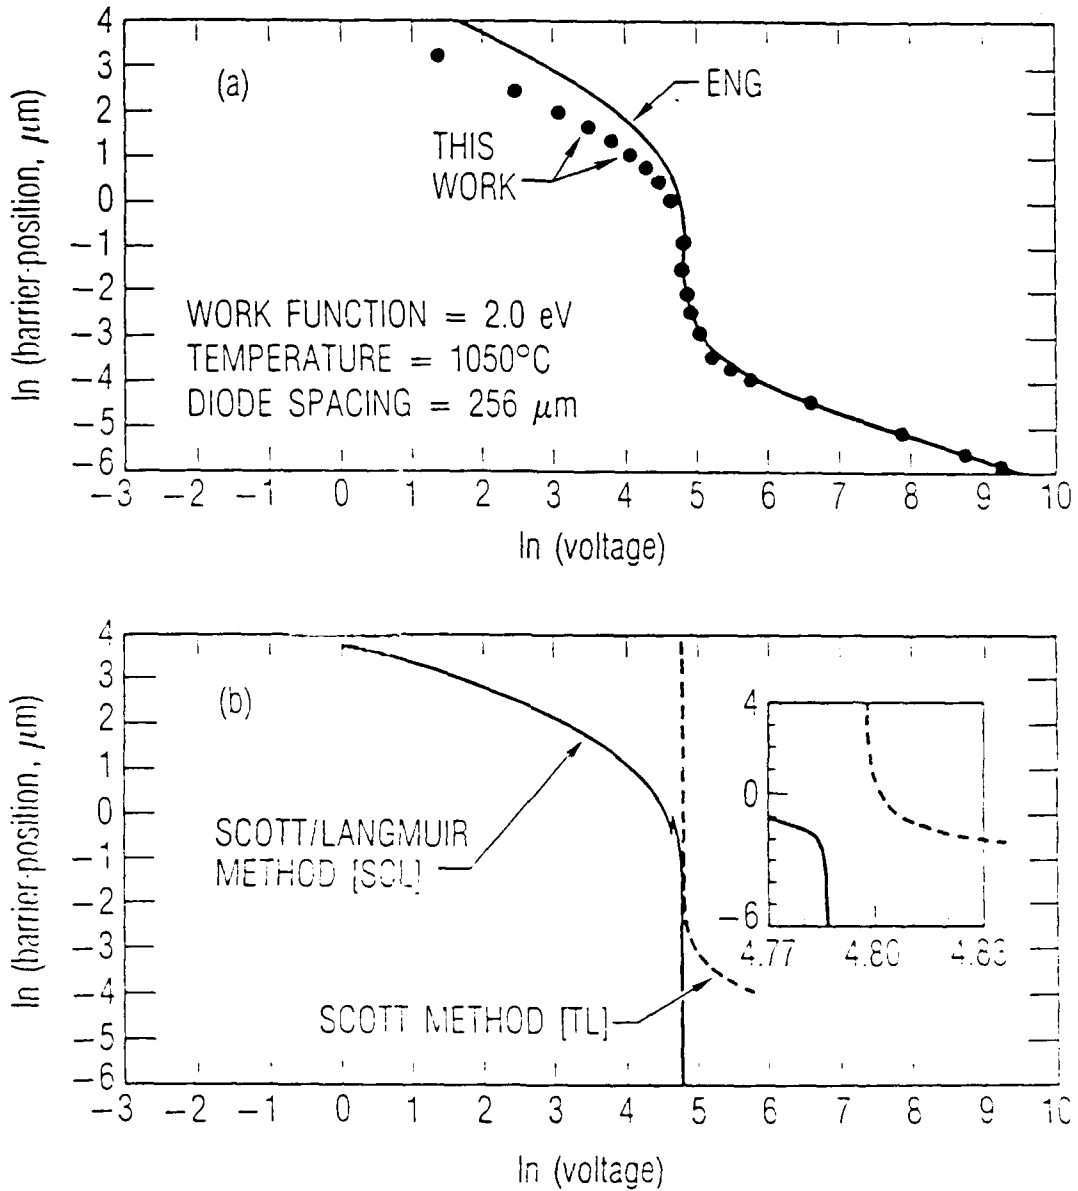 4
3
2
1
0
−1
−2
−3
−4
−5
−6
ln (barrier-position, μm)
(a)
ENG
THIS
WORK
WORK FUNCTION = 2.0 eV
TEMPERATURE = 1050°C
DIODE SPACING = 256 μm
−3 −2 −1 0 1 2 3 4 5 6 7 8 9 10
ln (voltage)
4
3
2
1
0
−1
−2
−3
−4
−5
−6
ln (barrier-position, μm)
(b)
SCOTT/LANGMUIR
METHOD [SCL]
SCOTT METHOD [TL]
4
0
−6
4.77 4.80 4.83
−3 −2 −1 0 1 2 3 4 5 6 7 8 9 10
ln (voltage)